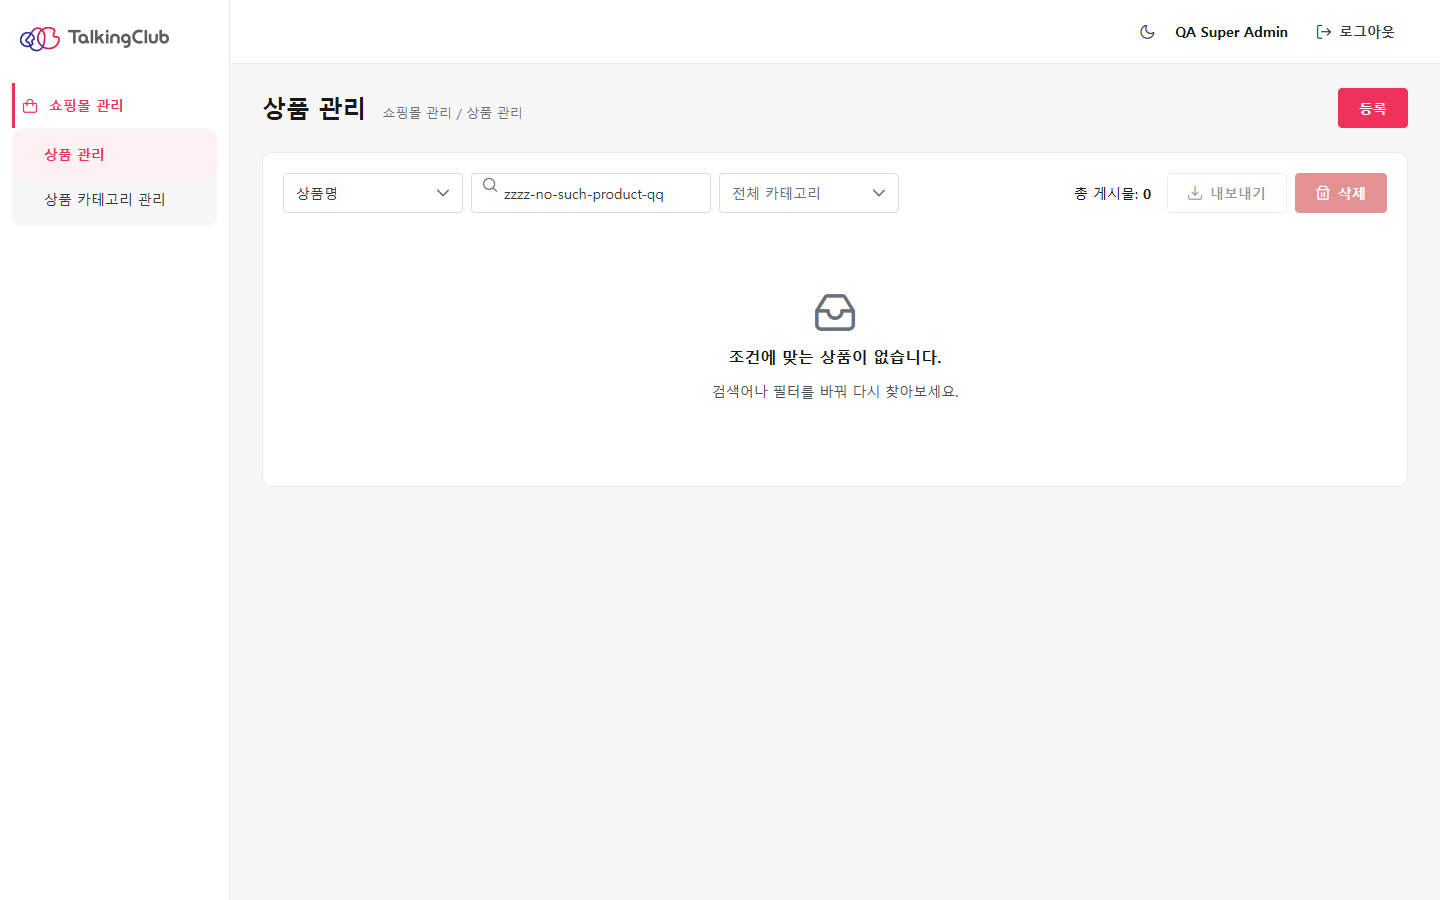 TalkingClub
QA Super Admin
로그아웃
쇼핑몰 관리
상품 관리
상품 카테고리 관리
상품 관리
쇼핑몰 관리 / 상품 관리
등록
상품명
zzzz-no-such-product-qq
전체 카테고리
총 게시물: 0
내보내기
삭제
조건에 맞는 상품이 없습니다.
검색어나 필터를 바꿔 다시 찾아보세요.